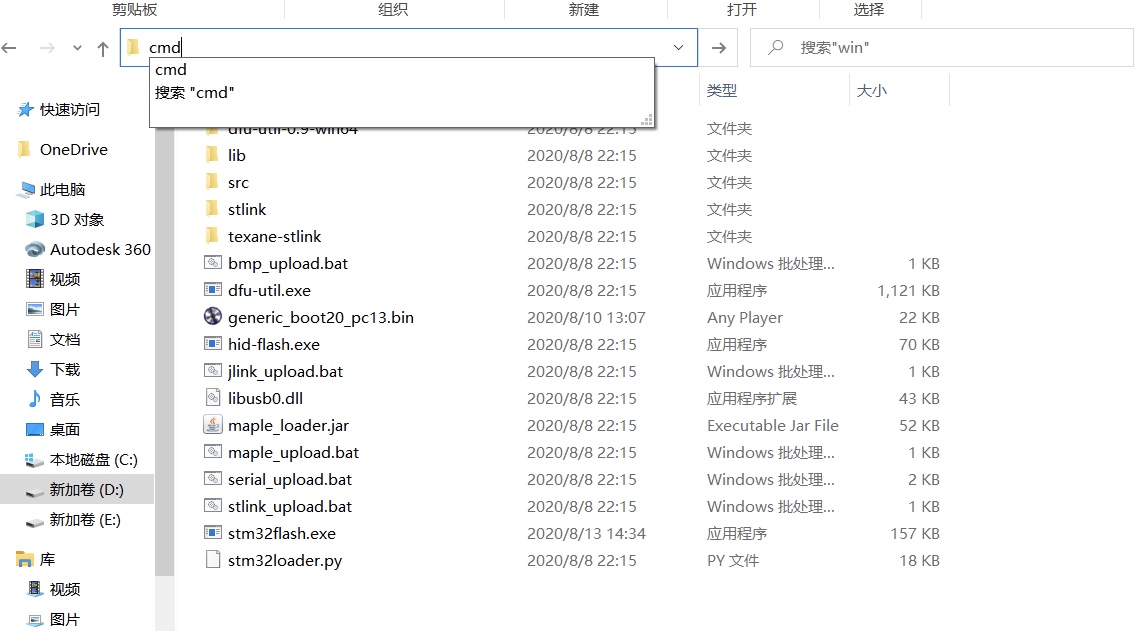 剪贴板 组织 新建 打开 选择
cmd 搜索"win"
cmd
搜索 "cmd"
类型 大小
快速访问
OneDrive
此电脑
3D 对象
Autodesk 360
视频
图片
文档
下载
音乐
桌面
本地磁盘 (C:)
新加卷 (D:)
新加卷 (E:)
库
视频
图片
dfu-util-0.9-win64 2020/8/8 22:15 文件夹
lib 2020/8/8 22:15 文件夹
src 2020/8/8 22:15 文件夹
stlink 2020/8/8 22:15 文件夹
texane-stlink 2020/8/8 22:15 文件夹
bmp_upload.bat 2020/8/8 22:15 Windows 批处理... 1 KB
dfu-util.exe 2020/8/8 22:15 应用程序 1,121 KB
generic_boot20_pc13.bin 2020/8/10 13:07 Any Player 22 KB
hid-flash.exe 2020/8/8 22:15 应用程序 70 KB
jlink_upload.bat 2020/8/8 22:15 Windows 批处理... 1 KB
libusb0.dll 2020/8/8 22:15 应用程序扩展 43 KB
maple_loader.jar 2020/8/8 22:15 Executable Jar File 52 KB
maple_upload.bat 2020/8/8 22:15 Windows 批处理... 1 KB
serial_upload.bat 2020/8/8 22:15 Windows 批处理... 2 KB
stlink_upload.bat 2020/8/8 22:15 Windows 批处理... 1 KB
stm32flash.exe 2020/8/13 14:34 应用程序 157 KB
stm32loader.py 2020/8/8 22:15 PY 文件 18 KB